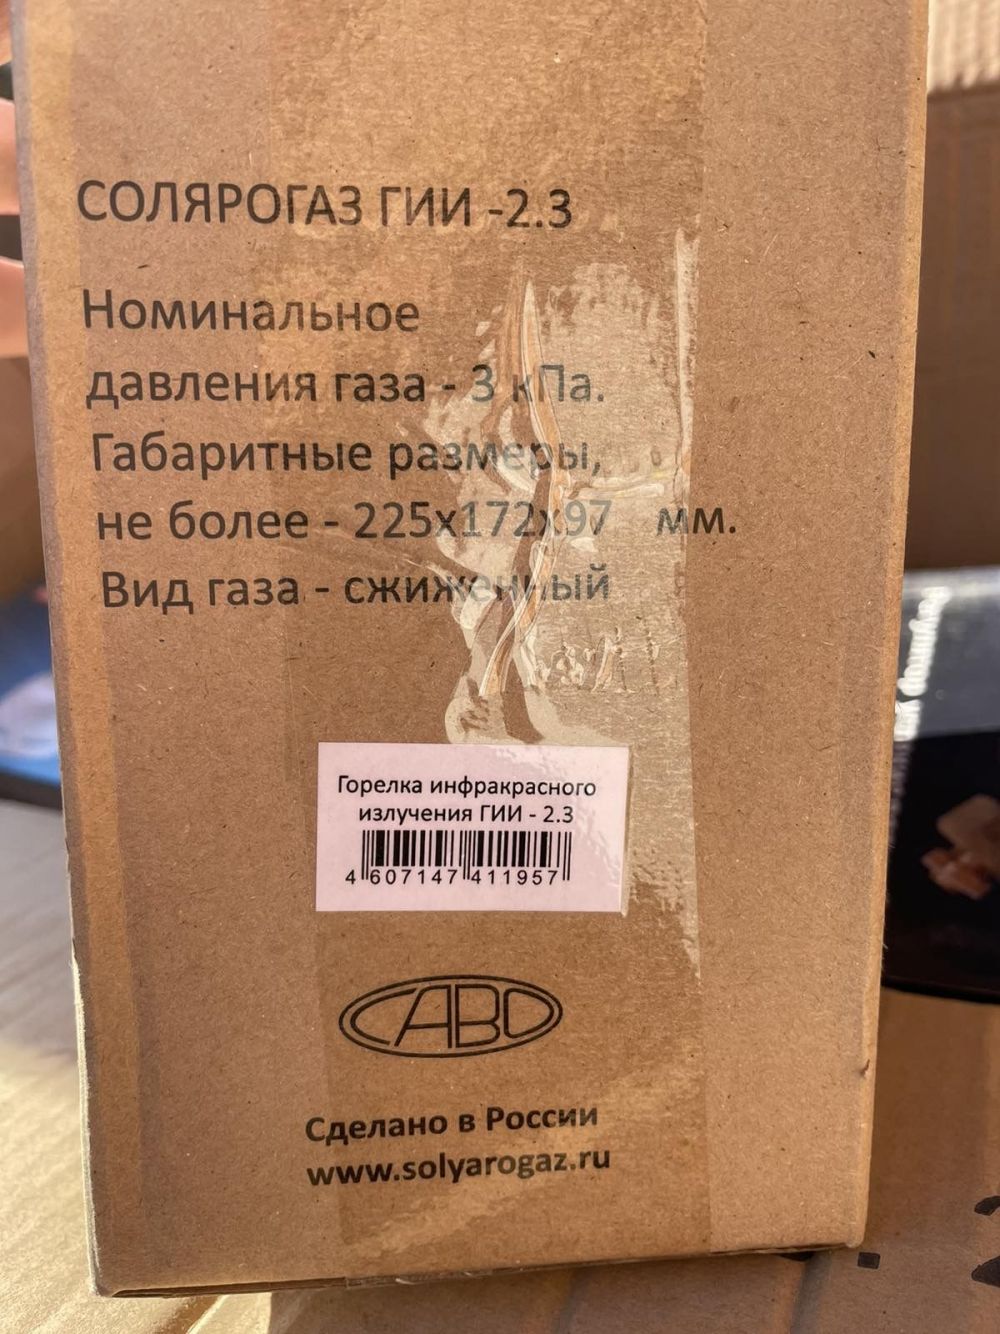 СОЛЯРОГАЗ ГИИ -2.3
Номинальное
давления газа - 3 кПа.
Габаритные размеры,
не более - 225х172х97 мм.
Вид газа - сжиженный
Горелка инфракрасного
излучения ГИИ - 2.3
4 607147 411957
САВО
Сделано в России
www.solyarogaz.ru